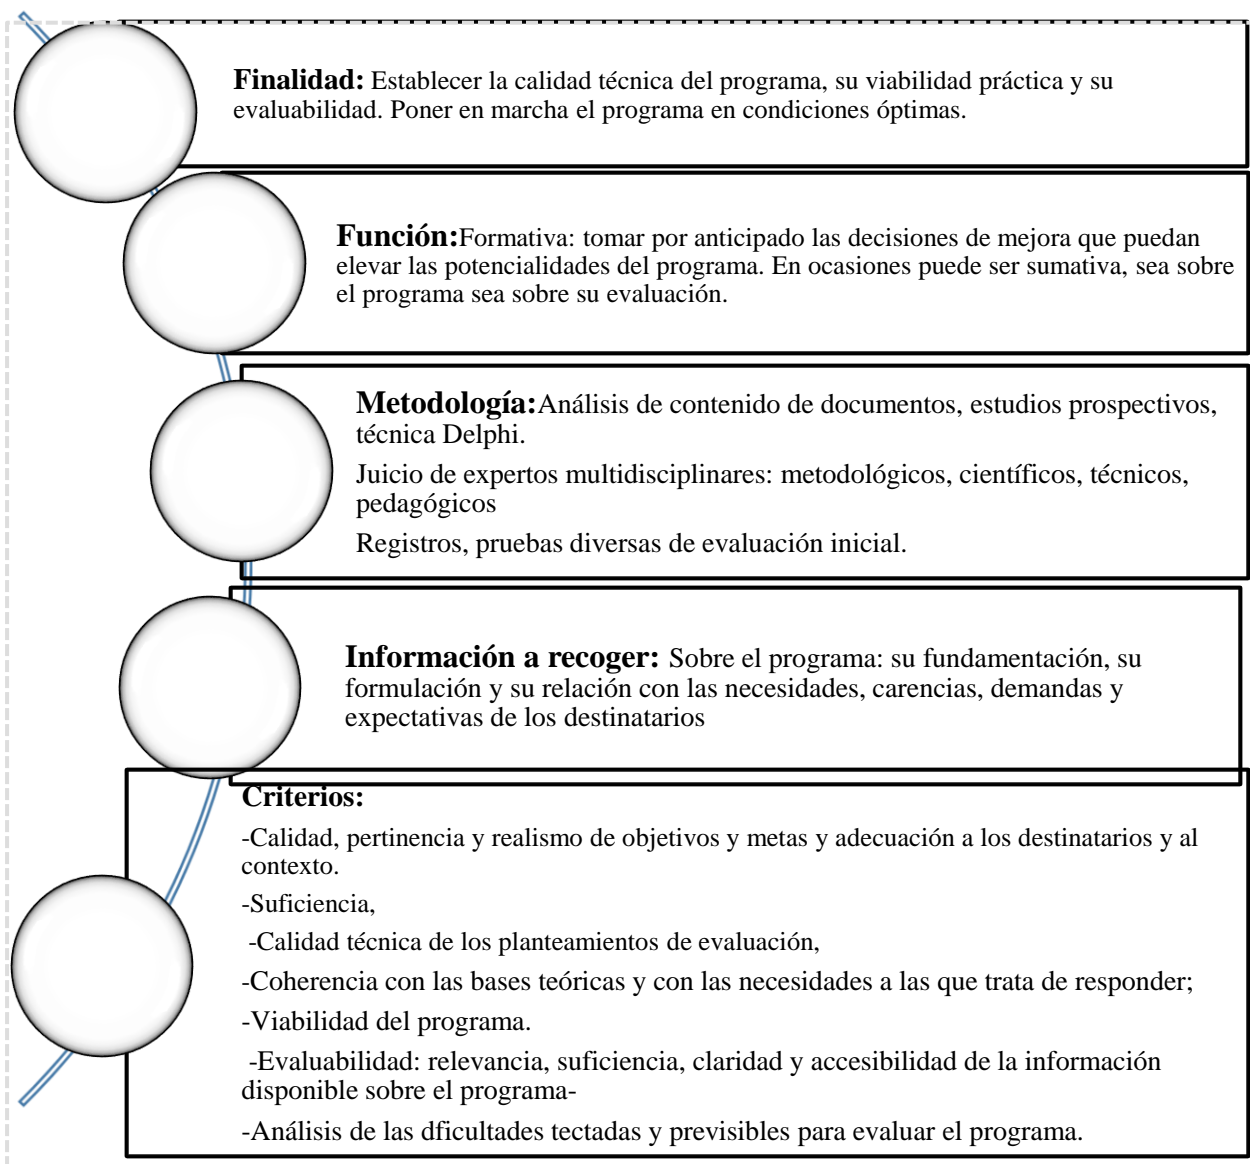 Finalidad: Establecer la calidad técnica del programa, su viabilidad práctica y su
evaluabilidad. Poner en marcha el programa en condiciones óptimas.
Función:Formativa: tomar por anticipado las decisiones de mejora que puedan
elevar las potencialidades del programa. En ocasiones puede ser sumativa, sea sobre
el programa sea sobre su evaluación.
Metodología:Análisis de contenido de documentos, estudios prospectivos,
técnica Delphi.
Juicio de expertos multidisciplinares: metodológicos, científicos, técnicos,
pedagógicos
Registros, pruebas diversas de evaluación inicial.
Información a recoger: Sobre el programa: su fundamentación, su
formulación y su relación con las necesidades, carencias, demandas y
expectativas de los destinatarios
Criterios:
-Calidad, pertinencia y realismo de objetivos y metas y adecuación a los destinatarios y al
contexto.
-Suficiencia,
-Calidad técnica de los planteamientos de evaluación,
-Coherencia con las bases teóricas y con las necesidades a las que trata de responder;
-Viabilidad del programa.
-Evaluabilidad: relevancia, suficiencia, claridad y accesibilidad de la información
disponible sobre el programa-
-Análisis de las dficultades tectadas y previsibles para evaluar el programa.